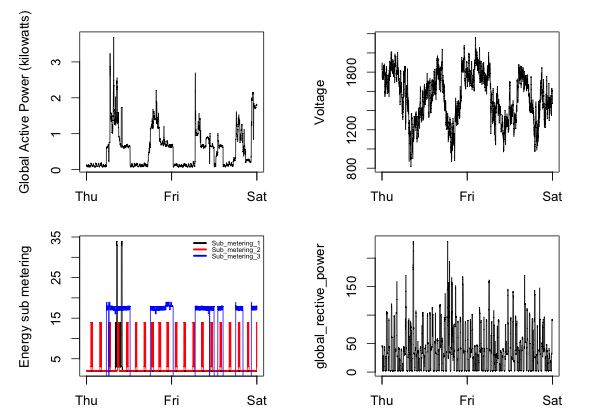 Global Active Power (kilowatts)
0 1 2 3
Thu Fri Sat
Voltage
800 1200 1800
Thu Fri Sat
Energy sub metering
5 15 25 35
Sub_metering_1
Sub_metering_2
Sub_metering_3
Thu Fri Sat
global_rective_power
0 50 150
Thu Fri Sat